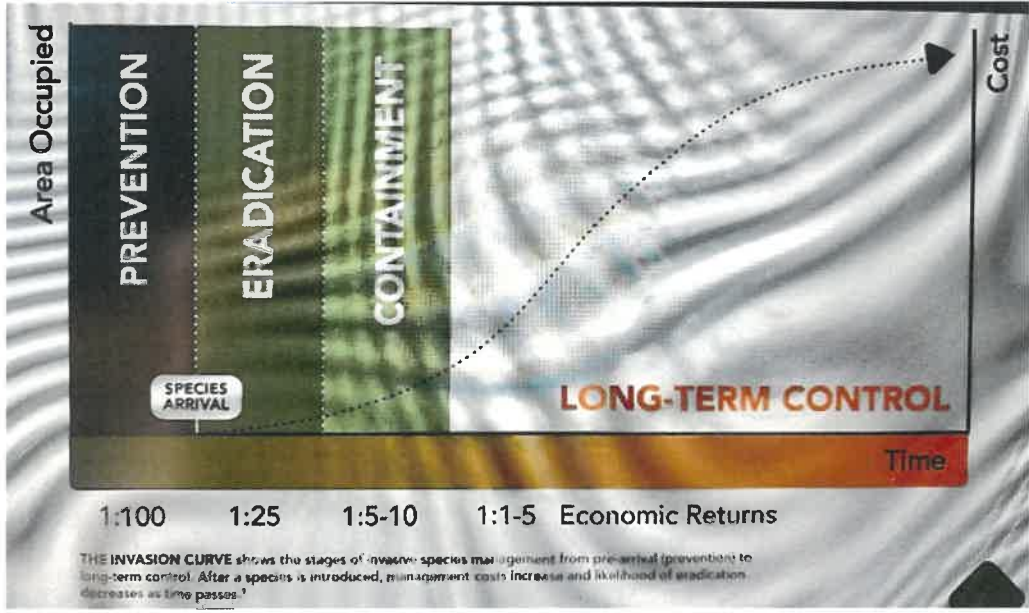 Area Occupied
PREVENTION
ERADICATION
CONTAINMENT
Cost
SPECIES
ARRIVAL
LONG-TERM CONTROL
Time
1:100 1:25 1:5-10 1:1-5 Economic Returns
THE INVASION CURVE shows the stages of invasive species management from pre-arrival (prevention) to
long-term control. After a species is introduced, management costs increase and likelihood of eradication
decreases as time passes.¹